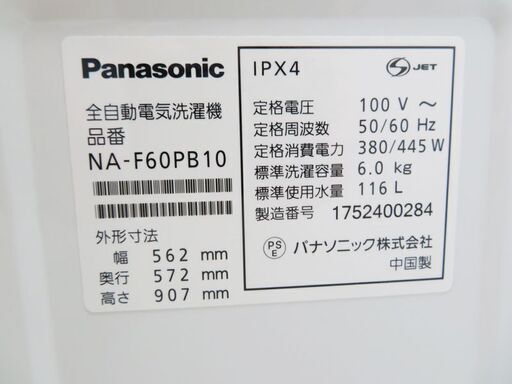 Panasonic
全自動電気洗濯機
品番
NA-F60PB10
外形寸法
幅 562 mm
奥行 572 mm
高さ 907 mm
IPX4
S JET
定格電圧 100 V ～
定格周波数 50/60 Hz
定格消費電力 380/445 W
標準洗濯容量 6.0 kg
標準使用水量 116 L
製造番号 1752400284
PS E パナソニック株式会社
中国製